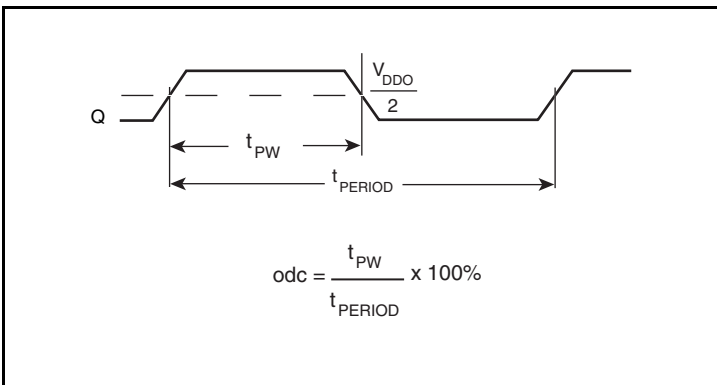 V_DDO
2
Q
t_PW
t_PERIOD
t_PW
odc = x 100%
t_PERIOD